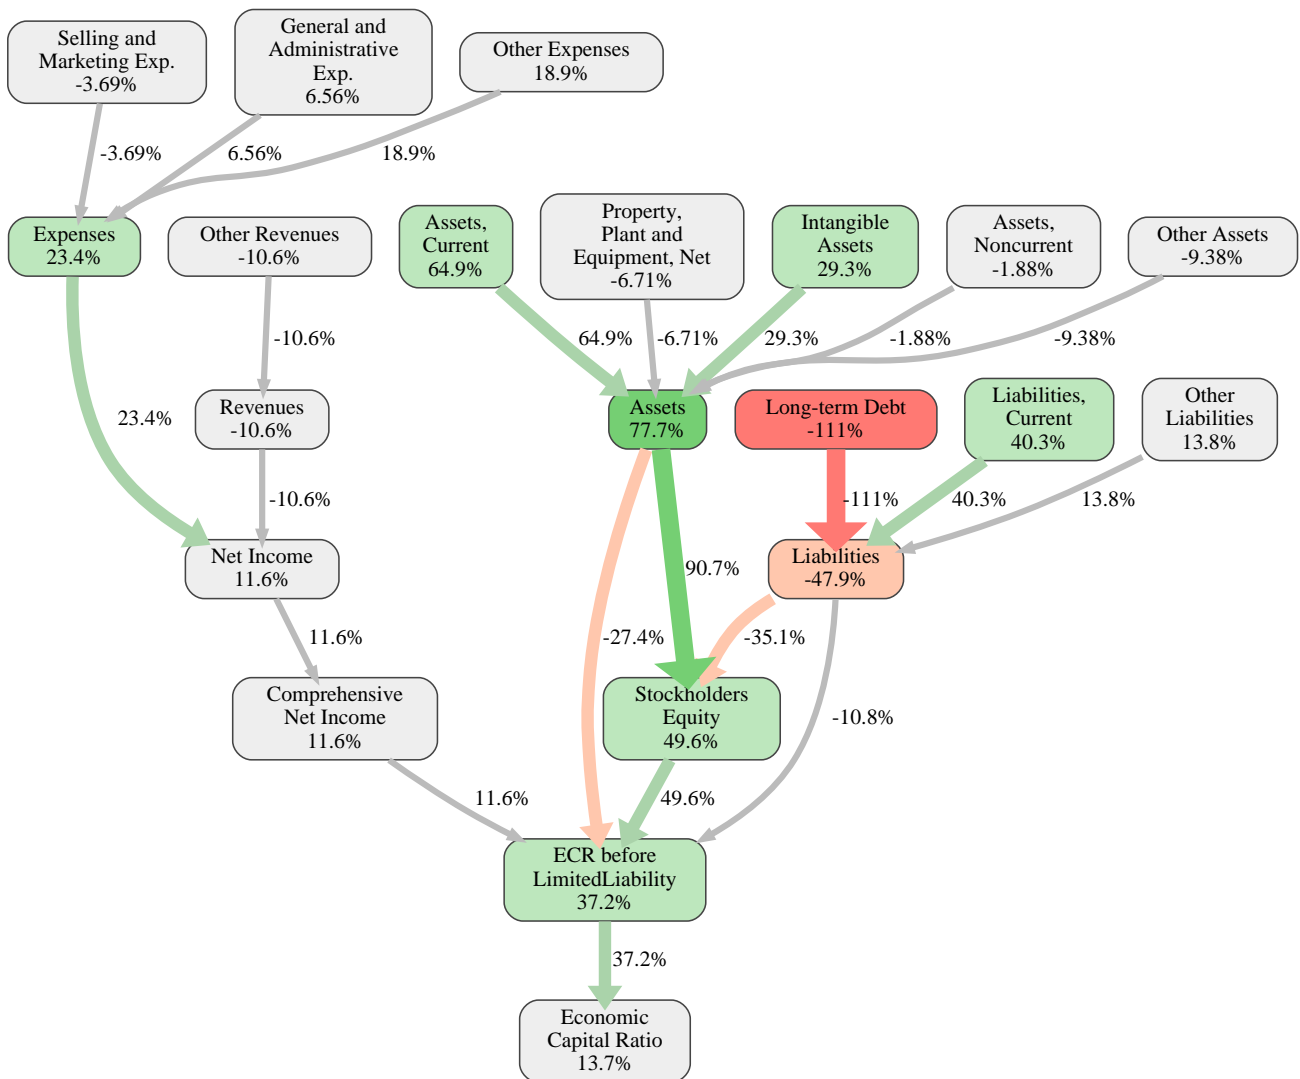 Selling and
Marketing Exp.
-3.69%
General and
Administrative
Exp.
6.56%
Other Expenses
18.9%
-3.69%
6.56%
18.9%
Expenses
23.4%
Other Revenues
-10.6%
Assets,
Current
64.9%
Property,
Plant and
Equipment, Net
-6.71%
Intangible
Assets
29.3%
Assets,
Noncurrent
-1.88%
Other Assets
-9.38%
-10.6%
64.9%
-6.71%
29.3%
-1.88%
-9.38%
23.4%
Revenues
-10.6%
Assets
77.7%
Long-term Debt
-111%
Liabilities,
Current
40.3%
Other
Liabilities
13.8%
-10.6%
-111%
40.3%
13.8%
Net Income
11.6%
90.7%
Liabilities
-47.9%
11.6%
-27.4%
-35.1%
Comprehensive
Net Income
11.6%
Stockholders
Equity
49.6%
-10.8%
11.6%
49.6%
ECR before
LimitedLiability
37.2%
37.2%
Economic
Capital Ratio
13.7%